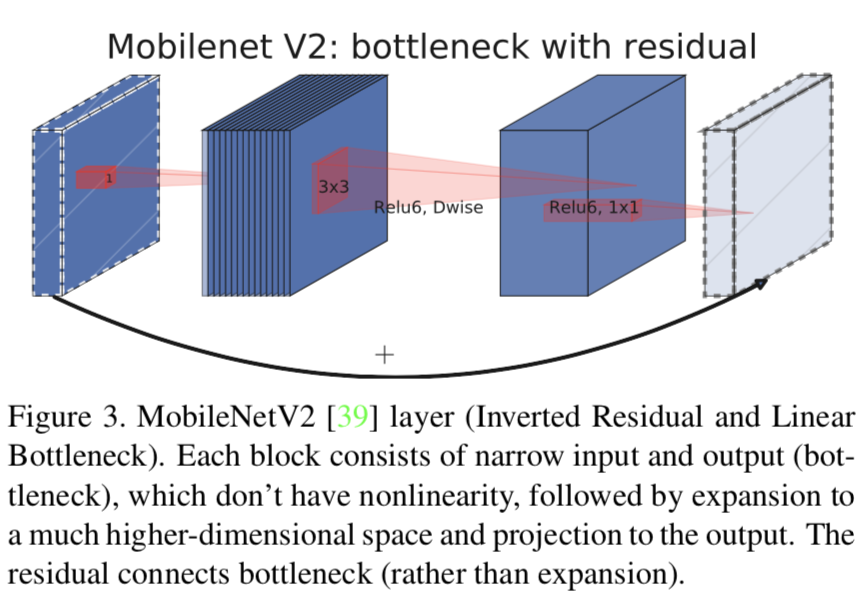 Mobilenet V2: bottleneck with residual
1
3x3
Relu6, Dwise
Relu6, 1x1
+
Figure 3. MobileNetV2 [39] layer (Inverted Residual and Linear
Bottleneck). Each block consists of narrow input and output (bot-
tleneck), which don't have nonlinearity, followed by expansion to
a much higher-dimensional space and projection to the output. The
residual connects bottleneck (rather than expansion).